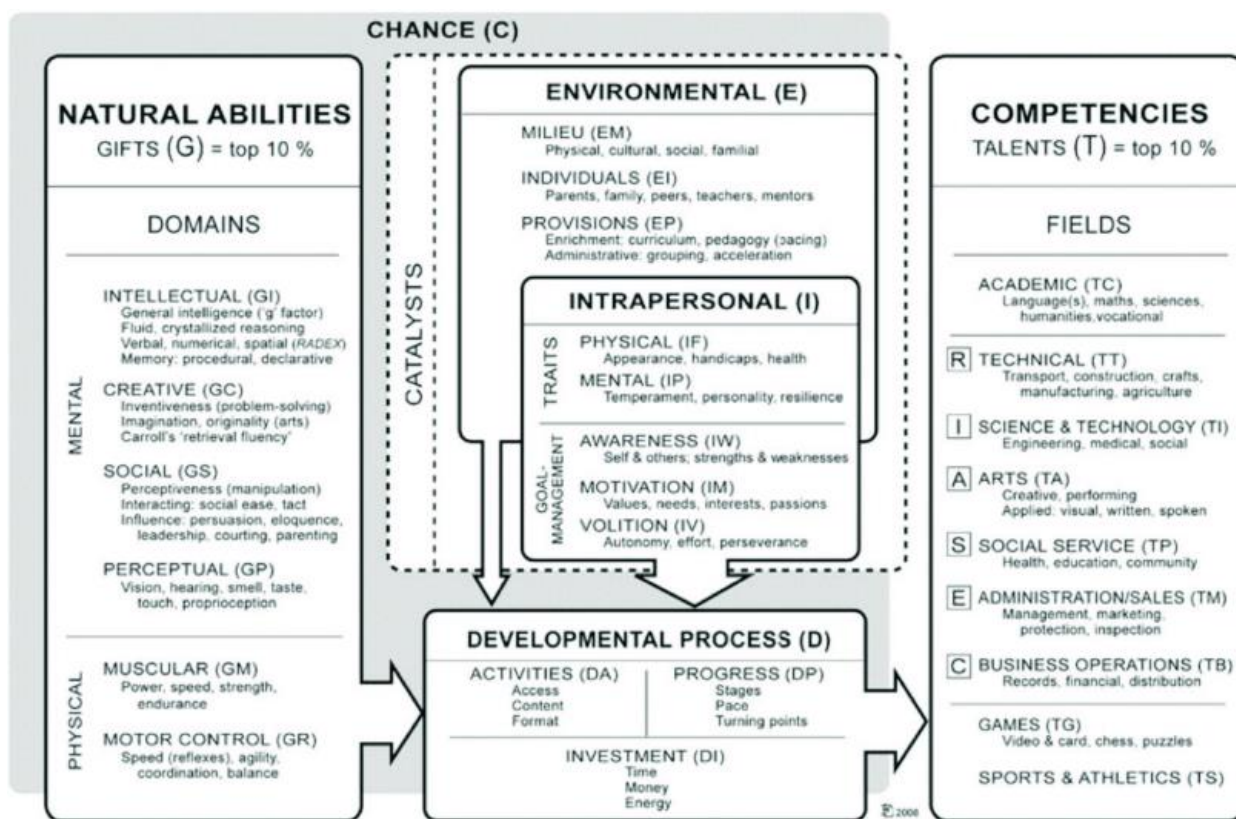 CHANCE (C)
NATURAL ABILITIES
GIFTS (G) = top 10 %
DOMAINS
MENTAL
INTELLECTUAL (GI)
General intelligence ('g' factor)
Fluid, crystallized reasoning
Verbal, numerical, spatial (RADEX)
Memory: procedural, declarative
CREATIVE (GC)
Inventiveness (problem-solving)
Imagination, originality (arts)
Carroll's 'retrieval fluency'
SOCIAL (GS)
Perceptiveness (manipulation)
Interacting: social ease, tact
Influence: persuasion, eloquence,
leadership, courting, parenting
PERCEPTUAL (GP)
Vision, hearing, smell, taste,
touch, proprioception
PHYSICAL
MUSCULAR (GM)
Power, speed, strength,
endurance
MOTOR CONTROL (GR)
Speed (reflexes), agility,
coordination, balance
CATALYSTS
ENVIRONMENTAL (E)
MILIEU (EM)
Physical, cultural, social, familial
INDIVIDUALS (EI)
Parents, family, peers, teachers, mentors
PROVISIONS (EP)
Enrichment: curriculum, pedagogy (pacing)
Administrative: grouping, acceleration
INTRAPERSONAL (I)
TRAITS
PHYSICAL (IF)
Appearance, handicaps, health
MENTAL (IP)
Temperament, personality, resilience
GOAL-
MANAGEMENT
AWARENESS (IW)
Self & others; strengths & weaknesses
MOTIVATION (IM)
Values, needs, interests, passions
VOLITION (IV)
Autonomy, effort, perseverance
DEVELOPMENTAL PROCESS (D)
ACTIVITIES (DA)
Access
Content
Format
PROGRESS (DP)
Stages
Pace
Turning points
INVESTMENT (DI)
Time
Money
Energy
2008
COMPETENCIES
TALENTS (T) = top 10 %
FIELDS
ACADEMIC (TC)
Language(s), maths, sciences,
humanities, vocational
R TECHNICAL (TT)
Transport, construction, crafts,
manufacturing, agriculture
I SCIENCE & TECHNOLOGY (TI)
Engineering, medical, social
A ARTS (TA)
Creative, performing
Applied: visual, written, spoken
S SOCIAL SERVICE (TP)
Health, education, community
E ADMINISTRATION/SALES (TM)
Management, marketing,
protection, inspection
C BUSINESS OPERATIONS (TB)
Records, financial, distribution
GAMES (TG)
Video & card, chess, puzzles
SPORTS & ATHLETICS (TS)